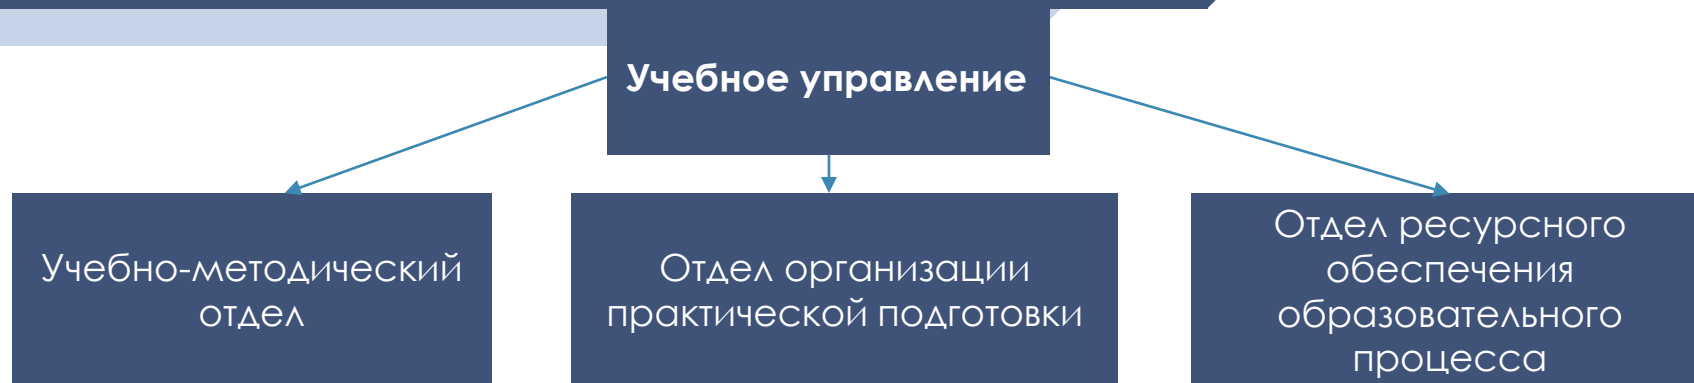 Учебное управление
Учебно-методический
отдел
Отдел организации
практической подготовки
Отдел ресурсного
обеспечения
образовательного
процесса